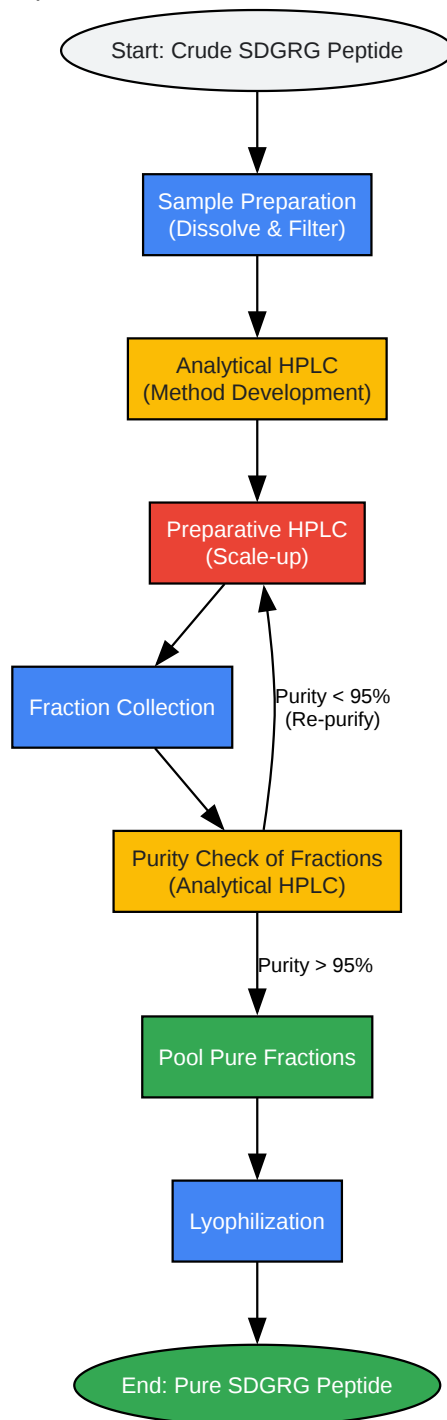 Start: Crude SDGRG Peptide
Sample Preparation
(Dissolve & Filter)
Analytical HPLC
(Method Development)
Preparative HPLC
(Scale-up)
Fraction Collection
Purity < 95%
(Re-purify)
Purity Check of Fractions
(Analytical HPLC)
Purity > 95%
Pool Pure Fractions
Lyophilization
End: Pure SDGRG Peptide